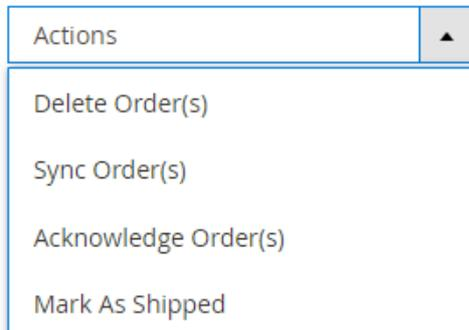 Actions
Delete Order(s)
Sync Order(s)
Acknowledge Order(s)
Mark As Shipped